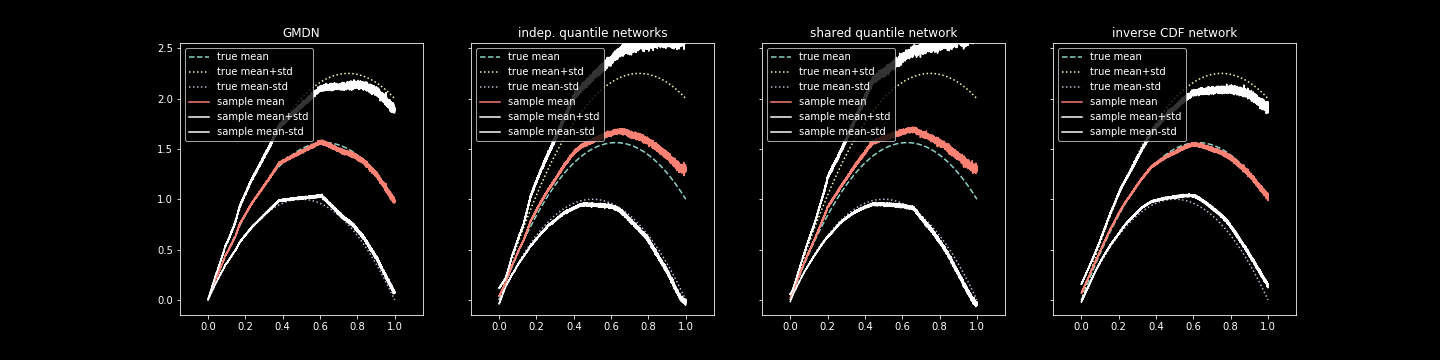 GMDN
indep. quantile networks
shared quantile network
inverse CDF network
2.5
2.0
1.5
1.0
0.5
0.0
true mean
true mean+std
true mean-std
sample mean
sample mean+std
sample mean-std
0.0 0.2 0.4 0.6 0.8 1.0
true mean
true mean+std
true mean-std
sample mean
sample mean+std
sample mean-std
0.0 0.2 0.4 0.6 0.8 1.0
true mean
true mean+std
true mean-std
sample mean
sample mean+std
sample mean-std
0.0 0.2 0.4 0.6 0.8 1.0
true mean
true mean+std
true mean-std
sample mean
sample mean+std
sample mean-std
0.0 0.2 0.4 0.6 0.8 1.0